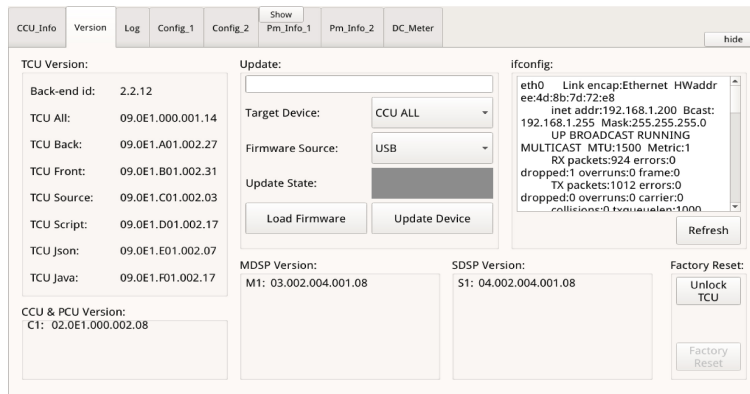 Show
CCU_Info Version Log Config_1 Config_2 Pm_Info_1 Pm_Info_2 DC_Meter
hide
TCU Version:
Back-end id: 2.2.12
TCU All: 09.0E1.000.001.14
TCU Back: 09.0E1.A01.002.27
TCU Front: 09.0E1.B01.002.31
TCU Source: 09.0E1.C01.002.03
TCU Script: 09.0E1.D01.002.17
TCU Json: 09.0E1.E01.002.07
TCU Java: 09.0E1.F01.002.17
CCU & PCU Version:
C1: 02.0E1.000.002.08
Update:
Target Device: CCU ALL
Firmware Source: USB
Update State:
Load Firmware Update Device
ifconfig:
eth0 Link encap:Ethernet HWaddr
ee:4d:8b:7d:72:e8
inet addr:192.168.1.200 Bcast:
192.168.1.255 Mask:255.255.255.0
UP BROADCAST RUNNING
MULTICAST MTU:1500 Metric:1
RX packets:924 errors:0
dropped:1 overruns:0 frame:0
TX packets:1012 errors:0
dropped:0 overruns:0 carrier:0
collisions:0 txqueuelen:1000
Refresh
MDSP Version:
M1: 03.002.004.001.08
SDSP Version:
S1: 04.002.004.001.08
Factory Reset:
Unlock
TCU
Factory
Reset